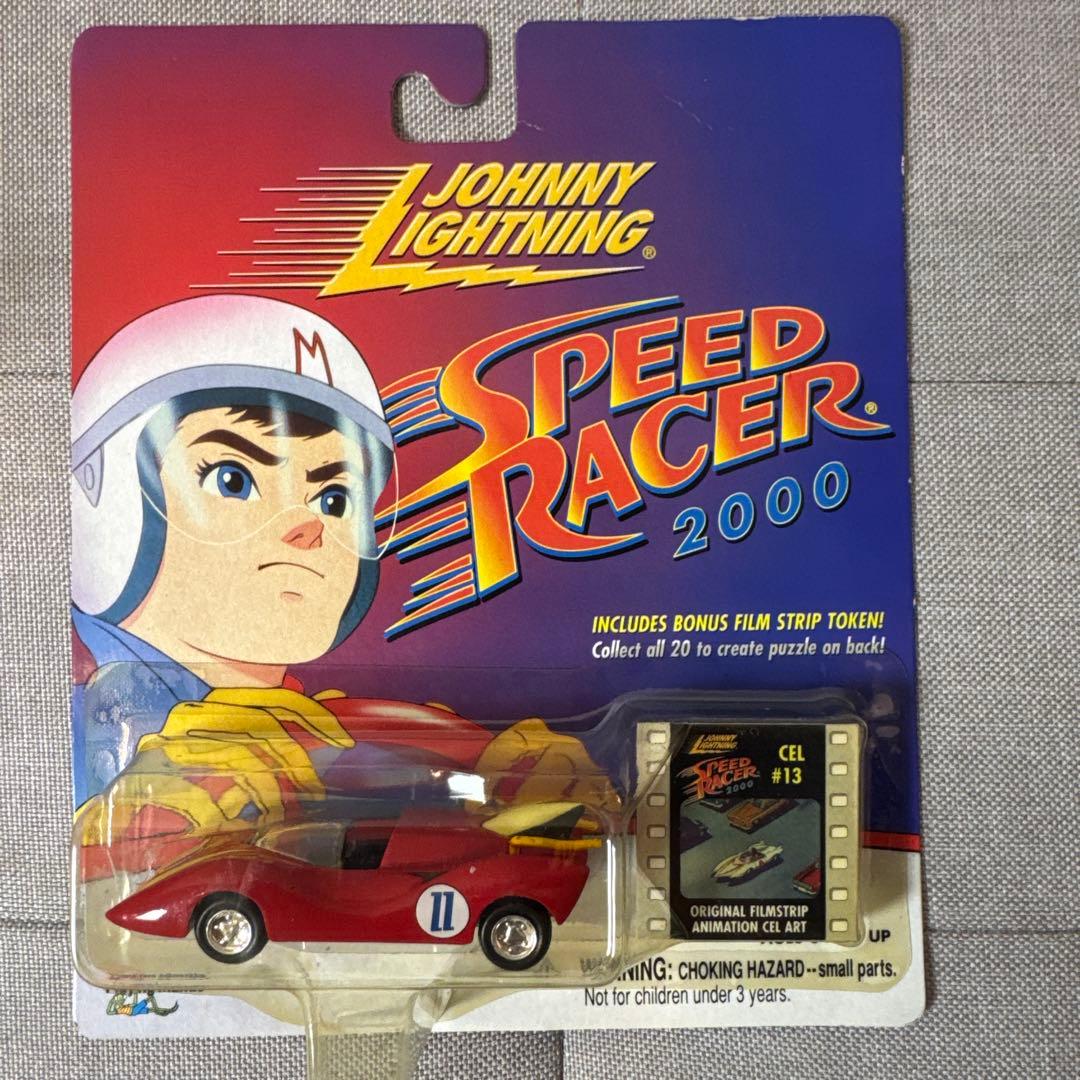 JOHNNY
LIGHTNING®
M
SPEED
RACER®
2000
INCLUDES BONUS FILM STRIP TOKEN!
Collect all 20 to create puzzle on back!
JOHNNY
LIGHTNING
SPEED
RACER
2000
CEL
#13
11
ORIGINAL FILMSTRIP
ANIMATION CEL ART
UP
CHOKING HAZARD--small parts.
Not for children under 3 years.